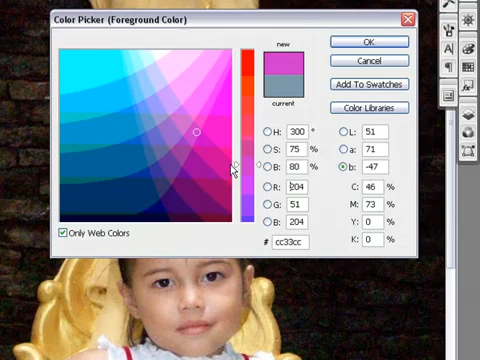 Color Picker (Foreground Color)
new
current
OK
Cancel
Add To Swatches
Color Libraries
H: 300 °
S: 75 %
B: 80 %
R: 204
G: 51
B: 204
# cc33cc
L: 51
a: 71
b: -47
C: 46 %
M: 73 %
Y: 0 %
K: 0 %
Only Web Colors